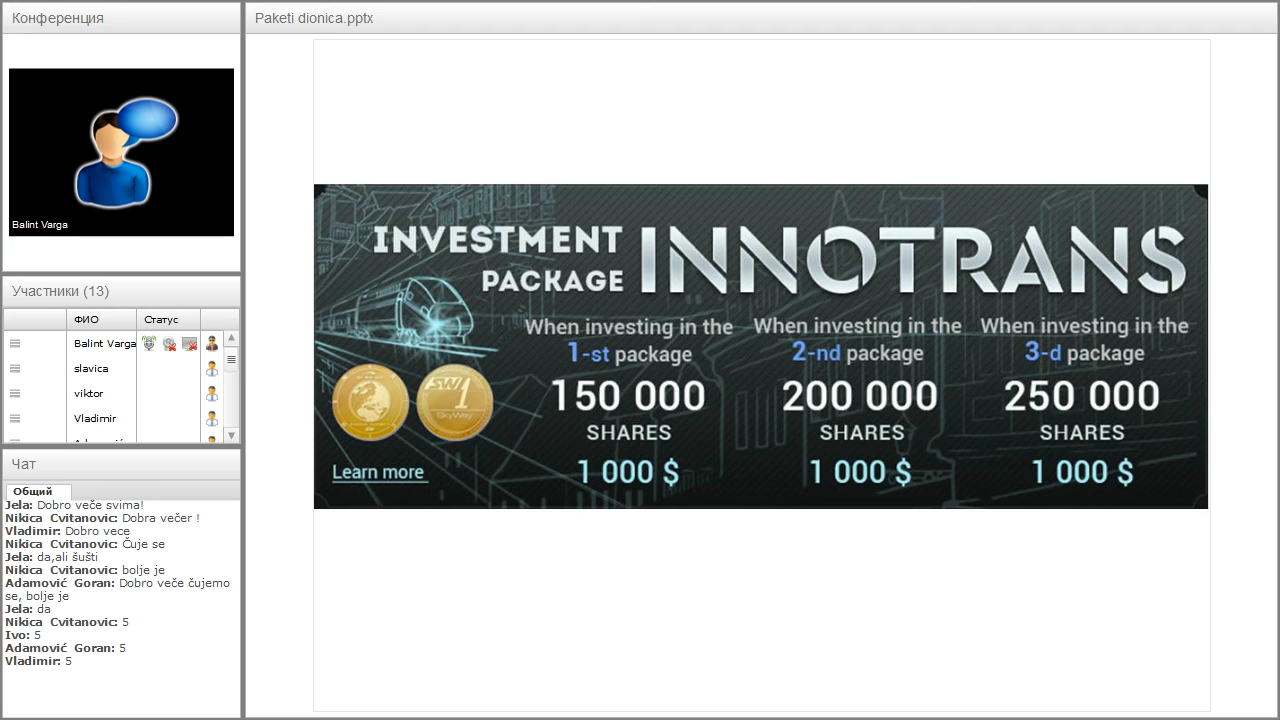 Конференция
Balint Varga
Участники (13)
ФИО Статус
Balint Varga
slavica
viktor
Vladimir
Чат
Общий
Jela: Dobro veče svima!
Nikica Cvitanovic: Dobra večer !
Vladimir: Dobro vece
Nikica Cvitanovic: Čuje se
Jela: da,ali šušti
Nikica Cvitanovic: bolje je
Adamović Goran: Dobro veče čujemo
se, bolje je
Jela: da
Nikica Cvitanovic: 5
Ivo: 5
Adamović Goran: 5
Vladimir: 5
Paketi dionica.pptx
INVESTMENT
PACKAGE
INNOTRANS
When investing in the
1-st package
150 000
SHARES
1 000 $
When investing in the
2-nd package
200 000
SHARES
1 000 $
When investing in the
3-d package
250 000
SHARES
1 000 $
SW
1
SkyWay
Learn more